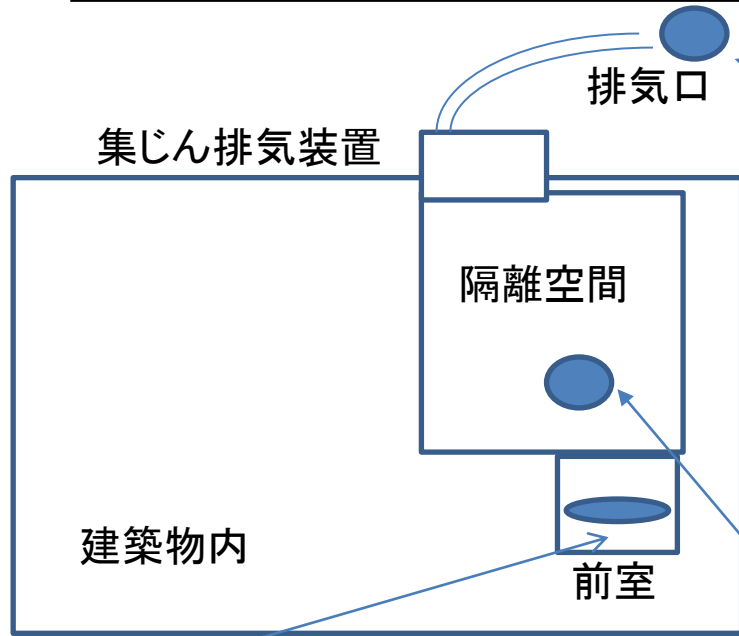 排気口
集じん排気装置
隔離空間
建築物内
前室